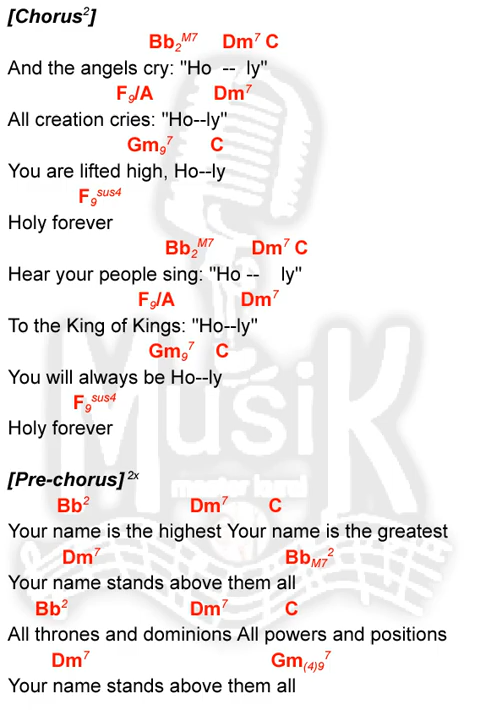 [Chorus²]
Bb₂ᴹ⁷ Dm⁷ C
And the angels cry: "Ho -- ly"
F₉/A Dm⁷
All creation cries: "Ho--ly"
Gm₉⁷ C
You are lifted high, Ho--ly
F₉ˢᵘˢ⁴
Holy forever
Bb₂ᴹ⁷ Dm⁷ C
Hear your people sing: "Ho -- ly"
F₉/A Dm⁷
To the King of Kings: "Ho--ly"
Gm₉⁷ C
You will always be Ho--ly
F₉ˢᵘˢ⁴
Holy forever
[Pre-chorus] ²ˣ
Bb² Dm⁷ C
Your name is the highest Your name is the greatest
Dm⁷ Bbᴍ₇²
Your name stands above them all
Bb² Dm⁷ C
All thrones and dominions All powers and positions
Dm⁷ Gm₍₄₎₉⁷
Your name stands above them all
MusiK